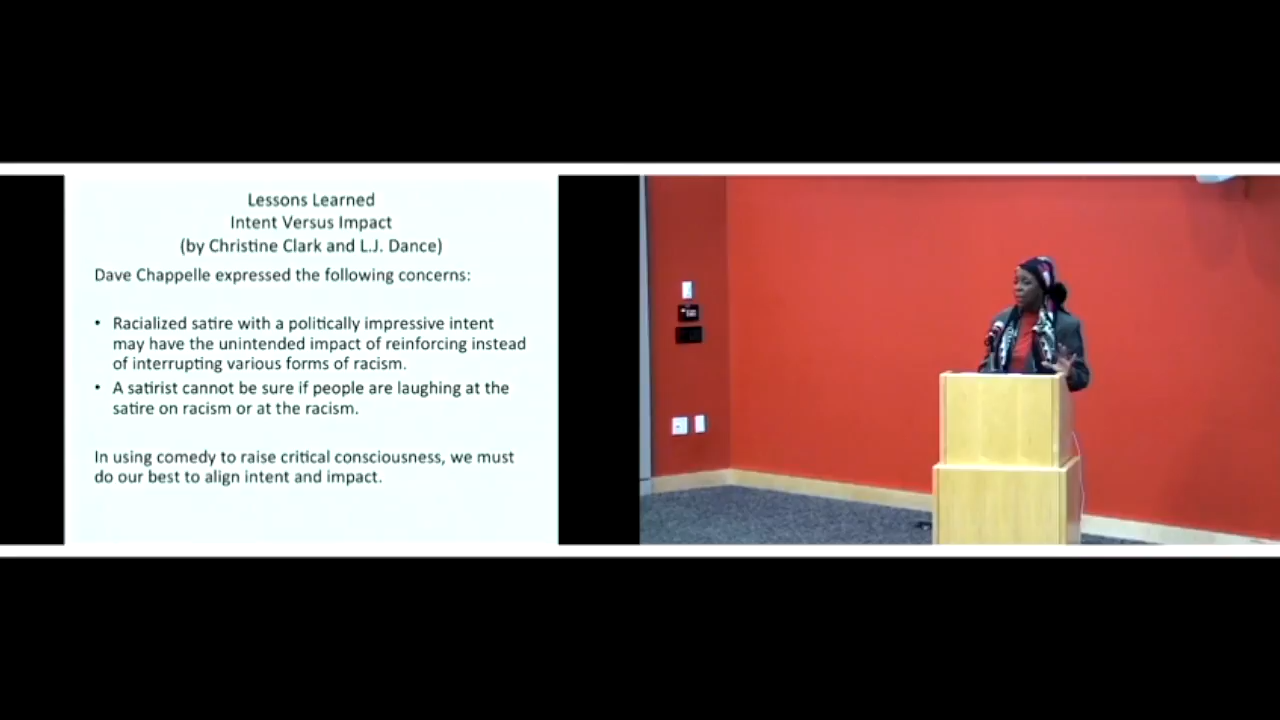 Lessons Learned
Intent Versus Impact
(by Christine Clark and L.J. Dance)
Dave Chappelle expressed the following concerns:
• Racialized satire with a politically impressive intent
may have the unintended impact of reinforcing instead
of interrupting various forms of racism.
• A satirist cannot be sure if people are laughing at the
satire on racism or at the racism.
In using comedy to raise critical consciousness, we must
do our best to align intent and impact.